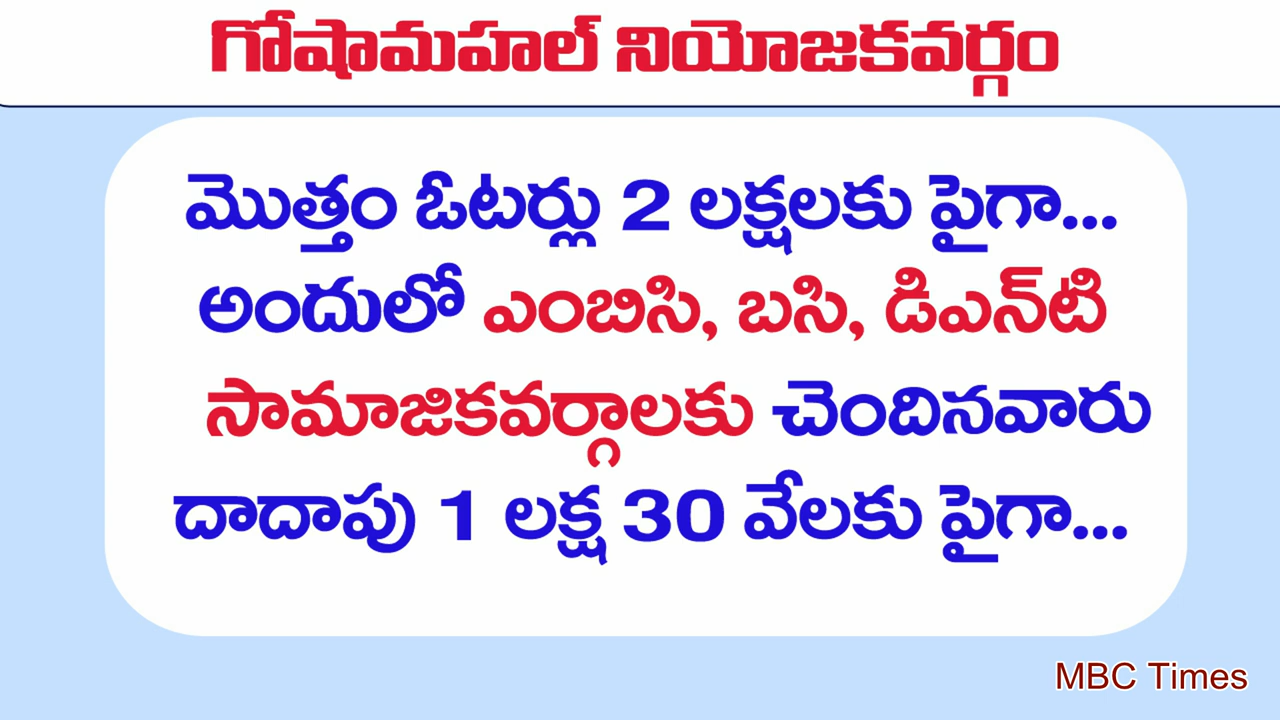 గోషామహల్ నియోజకవర్గం
మొత్తం ఓటర్లు 2 లక్షలకు పైగా...
అందులో ఎంబిసి, బసి, డిఎన్‌టి
సామాజికవర్గాలకు చెందినవారు
దాదాపు 1 లక్ష 30 వేలకు పైగా...
MBC Times